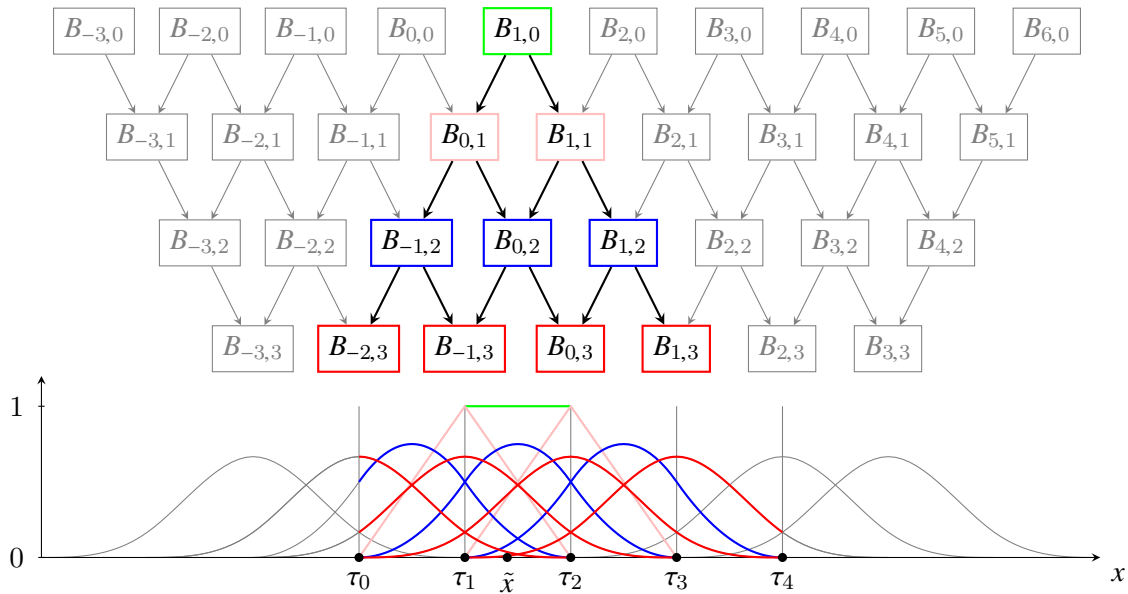 B₋₃,₀ B₋₂,₀ B₋₁,₀ B₀,₀ B₁,₀ B₂,₀ B₃,₀ B₄,₀ B₅,₀ B₆,₀
B₋₃,₁ B₋₂,₁ B₋₁,₁ B₀,₁ B₁,₁ B₂,₁ B₃,₁ B₄,₁ B₅,₁
B₋₃,₂ B₋₂,₂ B₋₁,₂ B₀,₂ B₁,₂ B₂,₂ B₃,₂ B₄,₂
B₋₃,₃ B₋₂,₃ B₋₁,₃ B₀,₃ B₁,₃ B₂,₃ B₃,₃
1
0
τ₀ τ₁ x̃ τ₂ τ₃ τ₄ x